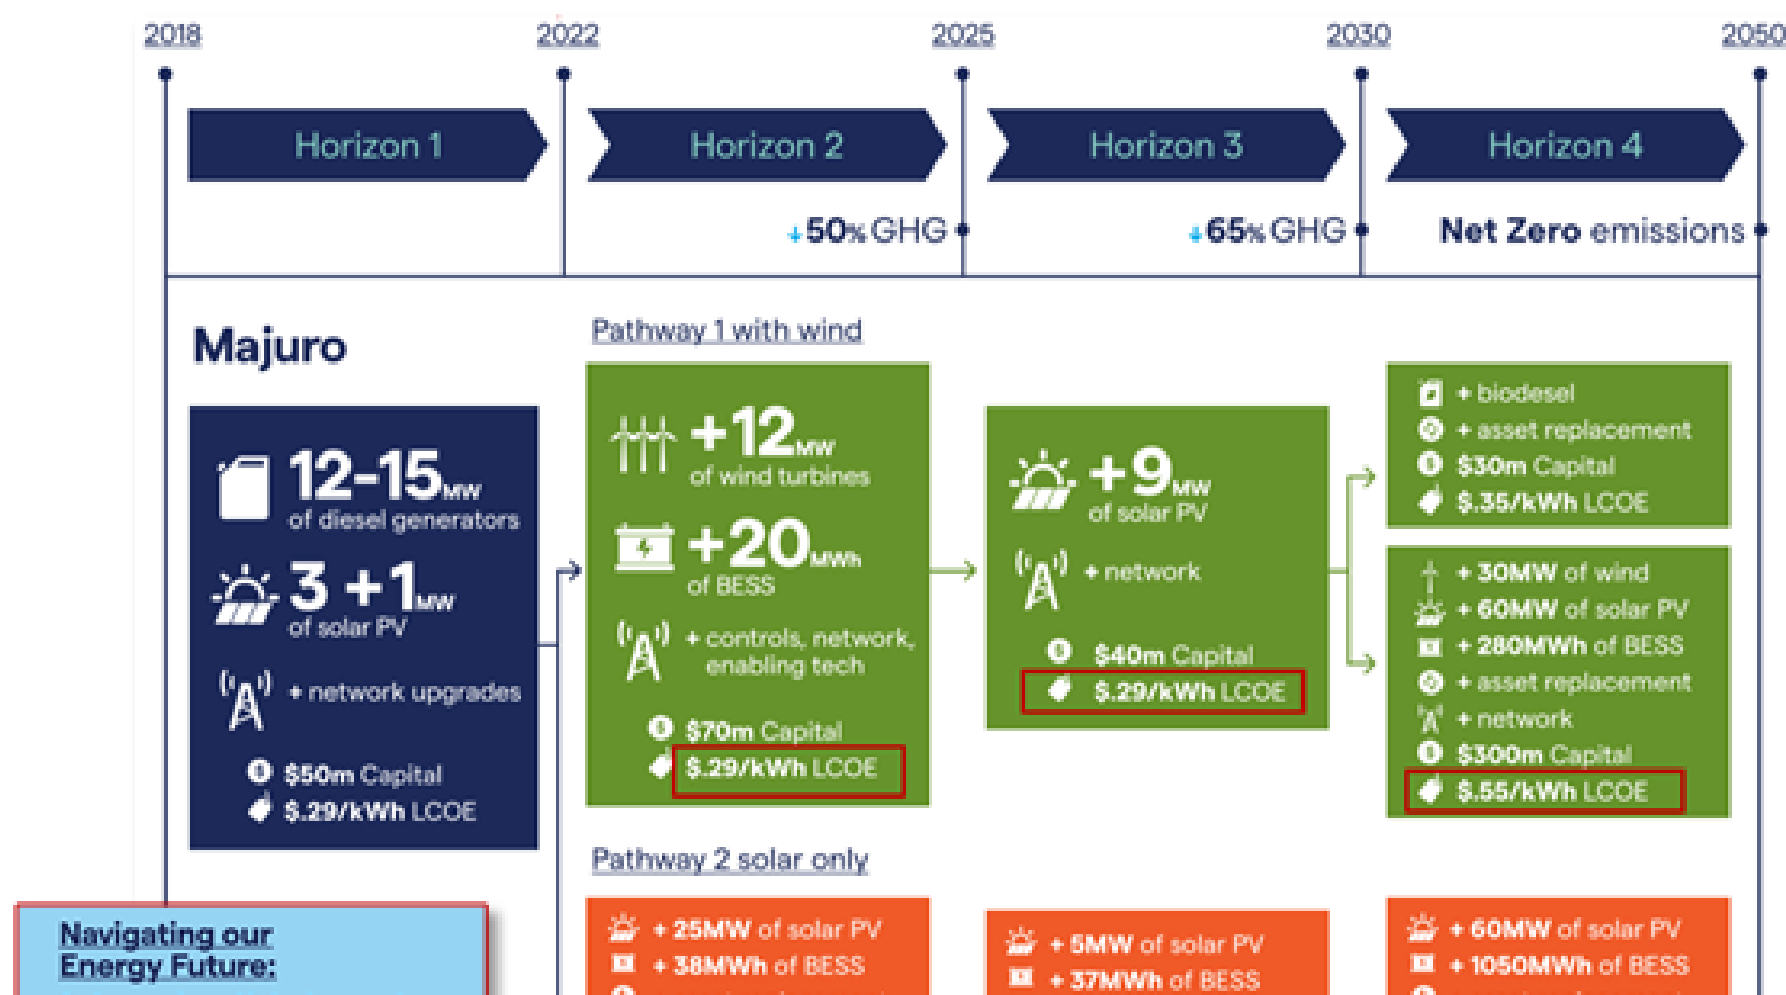 2018 2022 2025 2030 2050
Horizon 1 Horizon 2 Horizon 3 Horizon 4
↓50% GHG ↓65% GHG Net Zero emissions
Majuro
12-15MW
of diesel generators
3 +1MW
of solar PV
+ network upgrades
$50m Capital
$.29/kWh LCOE
Pathway 1 with wind
+12MW
of wind turbines
+20MWh
of BESS
+ controls, network,
enabling tech
$70m Capital
$.29/kWh LCOE
+9MW
of solar PV
+ network
$40m Capital
$.29/kWh LCOE
+ biodesel
+ asset replacement
$30m Capital
$.35/kWh LCOE
+ 30MW of wind
+ 60MW of solar PV
+ 280MWh of BESS
+ asset replacement
+ network
$300m Capital
$.55/kWh LCOE
Pathway 2 solar only
+ 25MW of solar PV
+ 38MWh of BESS
+ 5MW of solar PV
+ 37MWh of BESS
+ 60MW of solar PV
+ 1050MWh of BESS
Navigating our
Energy Future: